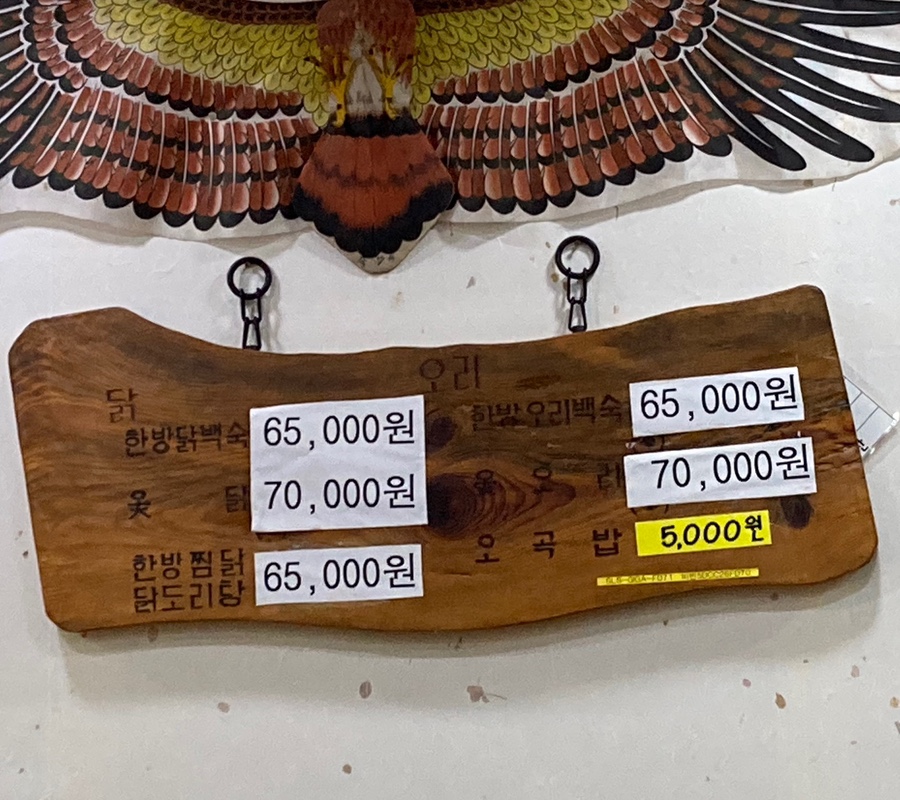 닭
한방닭백숙 65,000원
옻 닭 70,000원
한방찜닭
닭도리탕 65,000원
오리
한방오리백숙 65,000원
옻 오 리 70,000원
오 곡 밥 5,000원